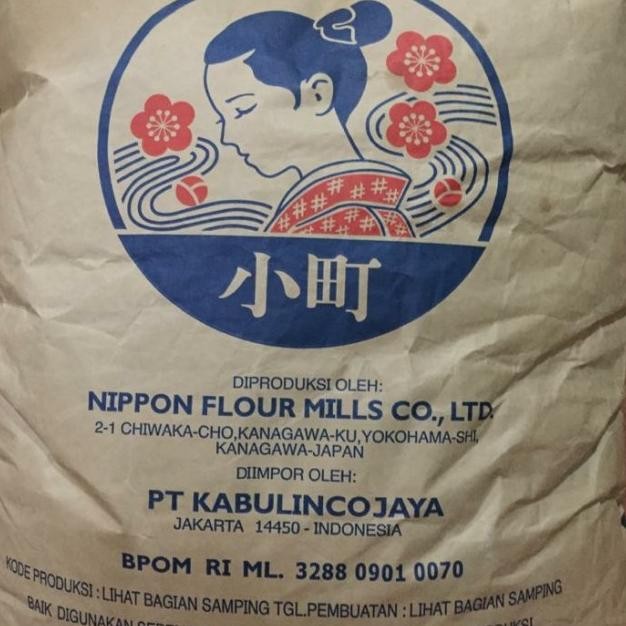 小町
DIPRODUKSI OLEH:
NIPPON FLOUR MILLS CO., LTD.
2-1 CHIWAKA-CHO,KANAGAWA-KU,YOKOHAMA-SHI,
KANAGAWA-JAPAN
DIIMPOR OLEH:
PT KABULINCOJAYA
JAKARTA 14450 - INDONESIA
BPOM RI ML. 3288 0901 0070
KODE PRODUKSI : LIHAT BAGIAN SAMPING TGL.PEMBUATAN : LIHAT BAGIAN SAMPING
BAIK DIGUNAKAN